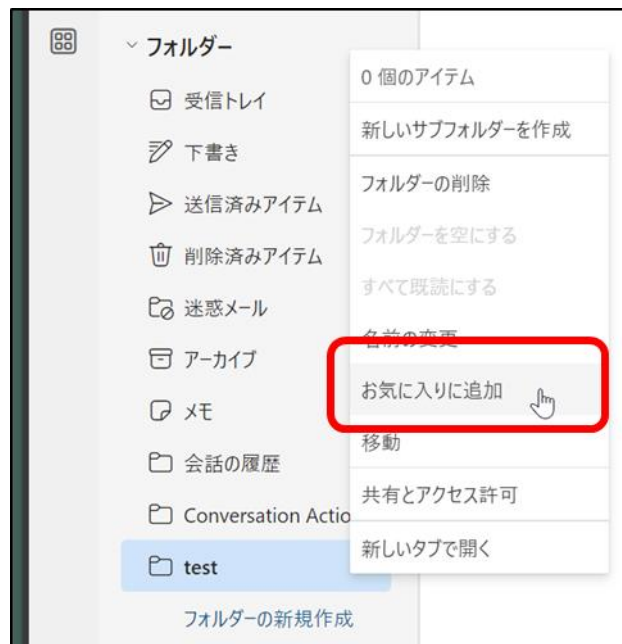 フォルダー
受信トレイ
下書き
送信済みアイテム
削除済みアイテム
迷惑メール
アーカイブ
メモ
会話の履歴
Conversation Actio
test
フォルダーの新規作成
0 個のアイテム
新しいサブフォルダーを作成
フォルダーの削除
フォルダーを空にする
すべて既読にする
名前の変更
お気に入りに追加
移動
共有とアクセス許可
新しいタブで開く